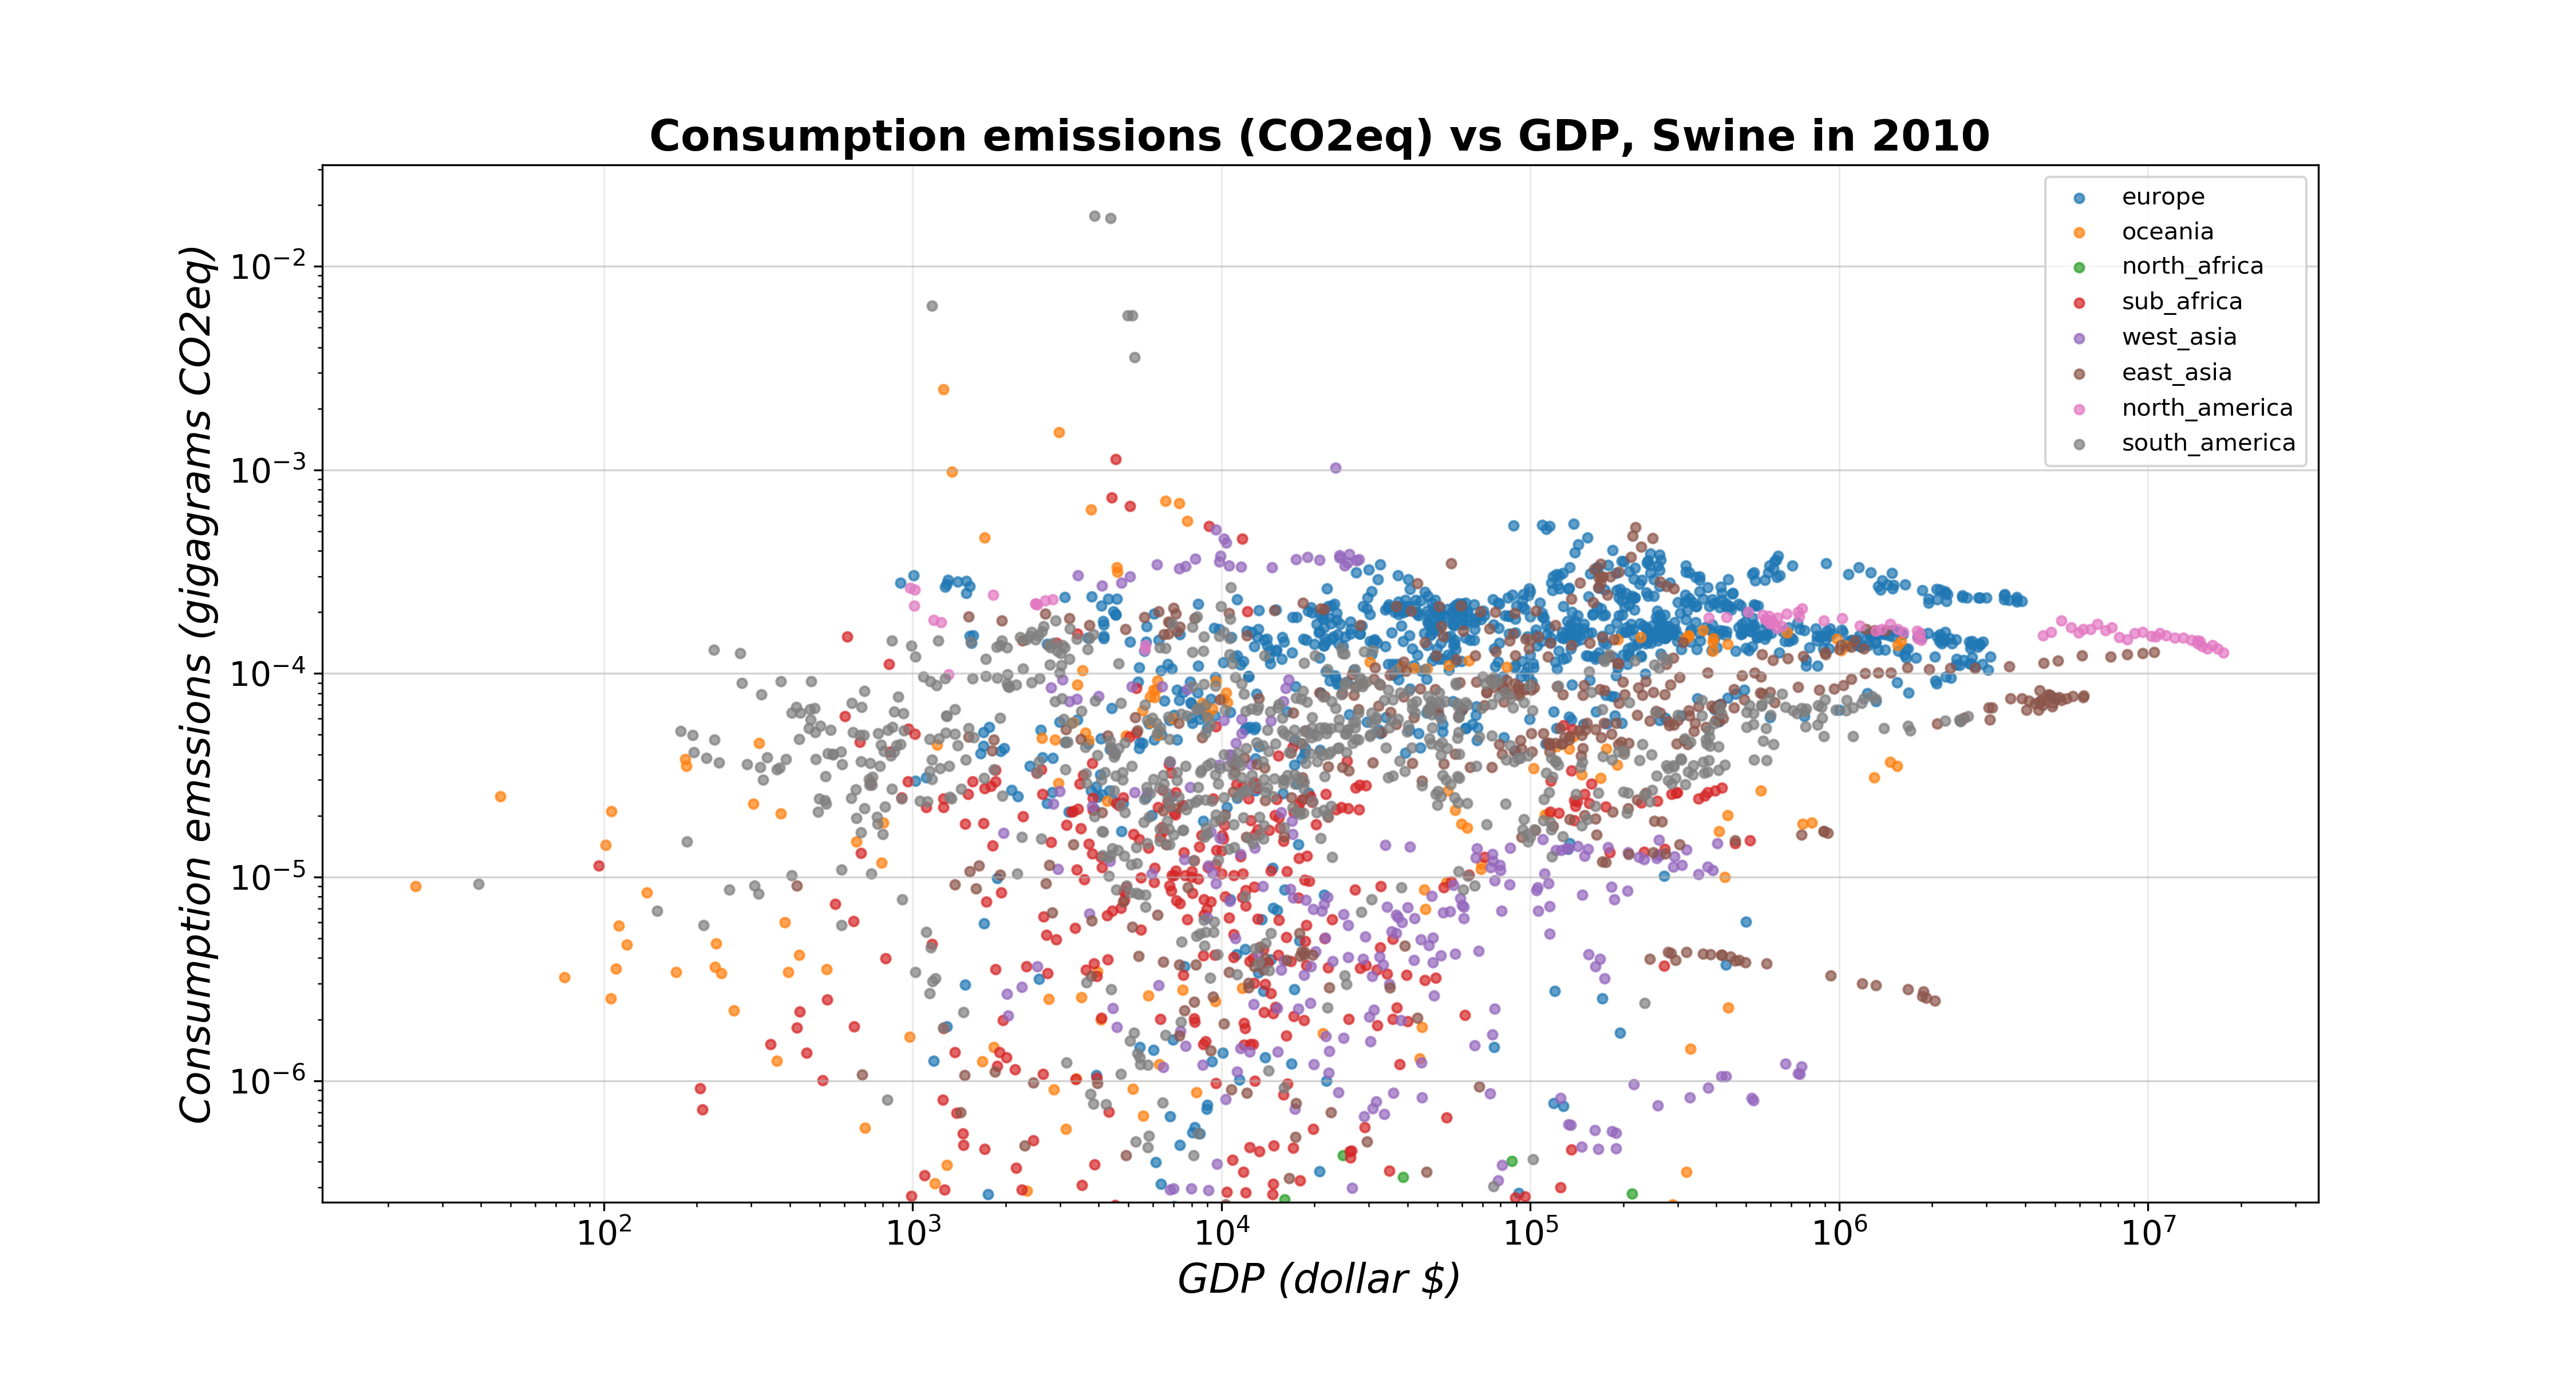 Consumption emissions (CO2eq) vs GDP, Swine in 2010
Consumption emssions (gigagrams CO2eq)
10⁻²
10⁻³
10⁻⁴
10⁻⁵
10⁻⁶
europe
oceania
north_africa
sub_africa
west_asia
east_asia
north_america
south_america
10² 10³ 10⁴ 10⁵ 10⁶ 10⁷
GDP (dollar $)